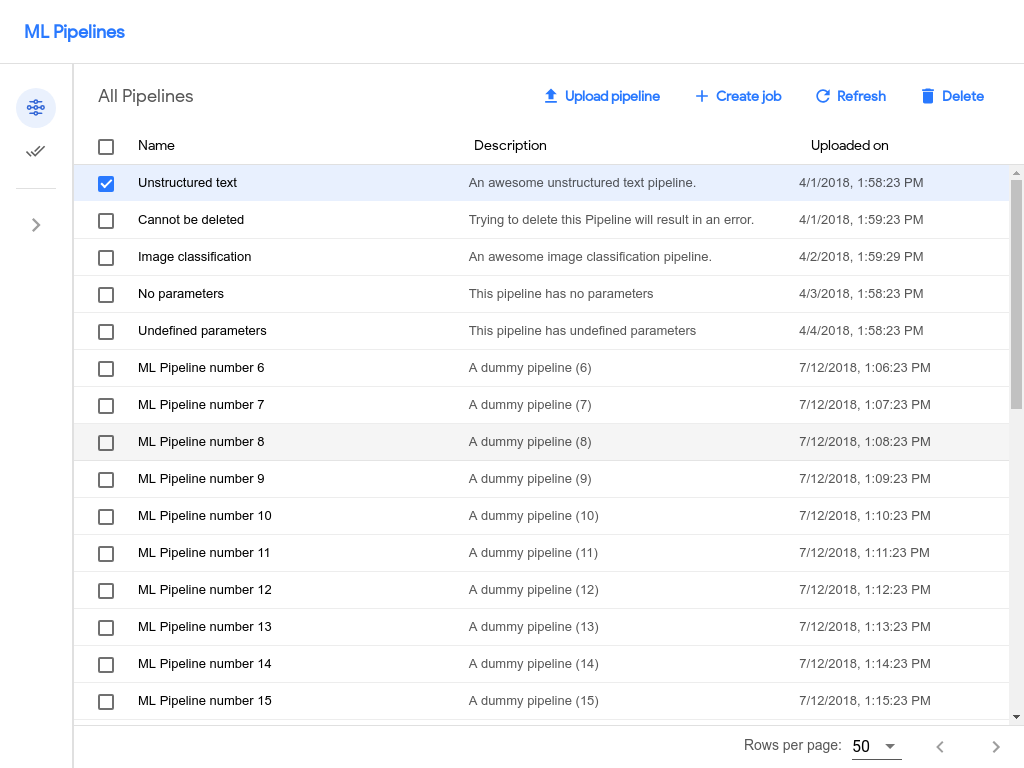 ML Pipelines
All Pipelines
Upload pipeline Create job Refresh Delete
Name Description Uploaded on
Unstructured text An awesome unstructured text pipeline. 4/1/2018, 1:58:23 PM
Cannot be deleted Trying to delete this Pipeline will result in an error. 4/1/2018, 1:59:23 PM
Image classification An awesome image classification pipeline. 4/2/2018, 1:59:29 PM
No parameters This pipeline has no parameters 4/3/2018, 1:58:23 PM
Undefined parameters This pipeline has undefined parameters 4/4/2018, 1:58:23 PM
ML Pipeline number 6 A dummy pipeline (6) 7/12/2018, 1:06:23 PM
ML Pipeline number 7 A dummy pipeline (7) 7/12/2018, 1:07:23 PM
ML Pipeline number 8 A dummy pipeline (8) 7/12/2018, 1:08:23 PM
ML Pipeline number 9 A dummy pipeline (9) 7/12/2018, 1:09:23 PM
ML Pipeline number 10 A dummy pipeline (10) 7/12/2018, 1:10:23 PM
ML Pipeline number 11 A dummy pipeline (11) 7/12/2018, 1:11:23 PM
ML Pipeline number 12 A dummy pipeline (12) 7/12/2018, 1:12:23 PM
ML Pipeline number 13 A dummy pipeline (13) 7/12/2018, 1:13:23 PM
ML Pipeline number 14 A dummy pipeline (14) 7/12/2018, 1:14:23 PM
ML Pipeline number 15 A dummy pipeline (15) 7/12/2018, 1:15:23 PM
Rows per page: 50